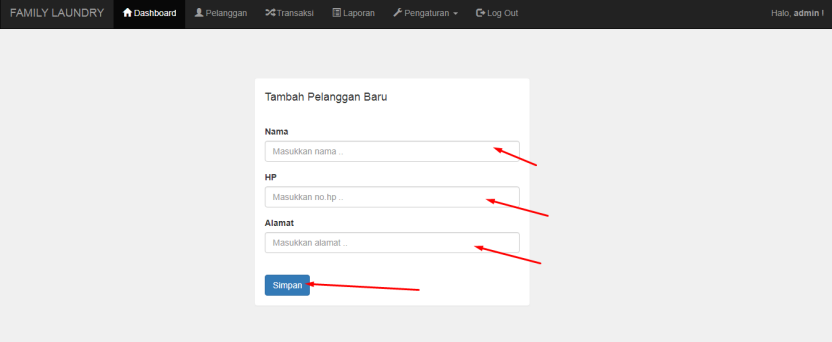 FAMILY LAUNDRY Dashboard Pelanggan Transaksi Laporan Pengaturan Log Out Halo, admin !
Tambah Pelanggan Baru
Nama
Masukkan nama ..
HP
Masukkan no.hp ..
Alamat
Masukkan alamat ..
Simpan